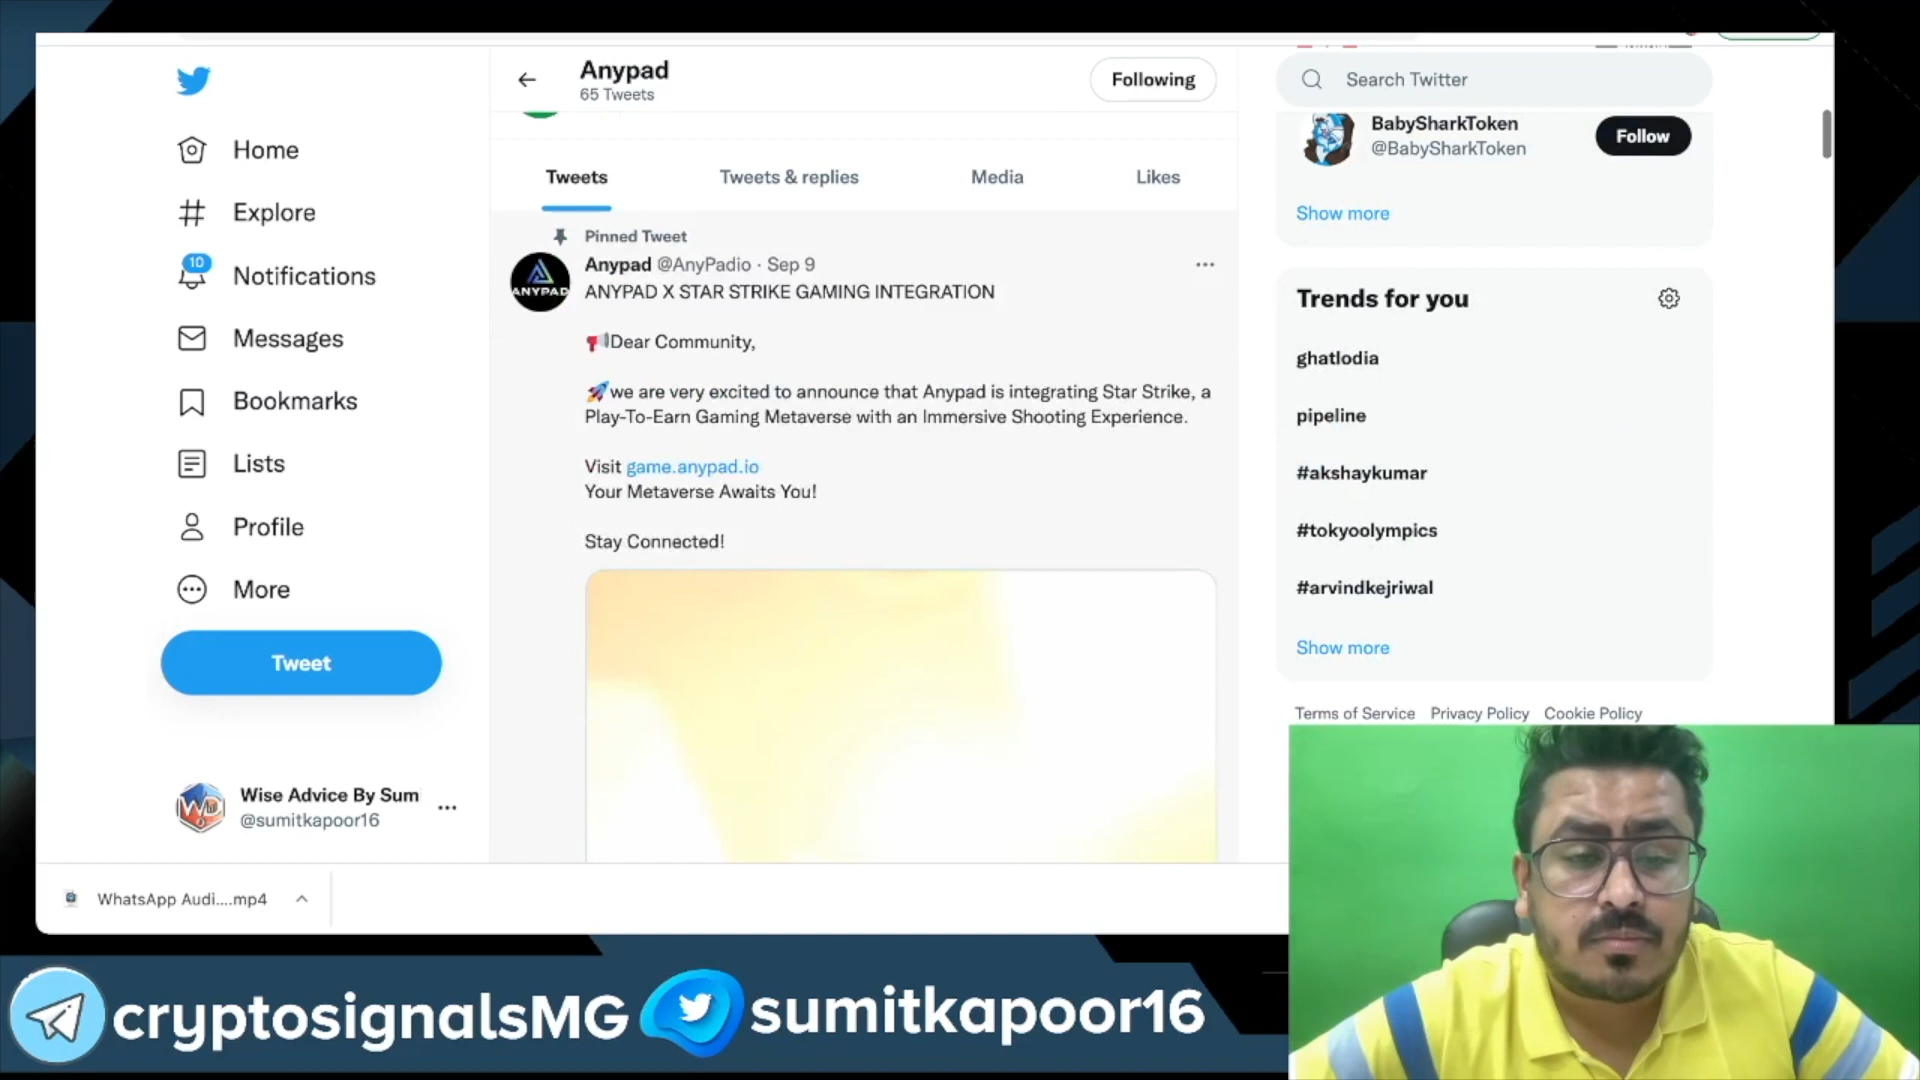 Anypad
65 Tweets
Following
Search Twitter
Home
Explore
10
Notifications
Messages
Bookmarks
Lists
Profile
More
Tweet
Wise Advice By Sum
@sumitkapoor16
Tweets
Tweets & replies
Media
Likes
Pinned Tweet
Anypad @AnyPadio · Sep 9
ANYPAD
ANYPAD X STAR STRIKE GAMING INTEGRATION
Dear Community,
we are very excited to announce that Anypad is integrating Star Strike, a
Play-To-Earn Gaming Metaverse with an Immersive Shooting Experience.
Visit game.anypad.io
Your Metaverse Awaits You!
Stay Connected!
BabySharkToken
@BabySharkToken
Follow
Show more
Trends for you
ghatlodia
pipeline
#akshaykumar
#tokyoolympics
#arvindkejriwal
Show more
Terms of Service Privacy Policy Cookie Policy
WhatsApp Audi....mp4
cryptosignalsMG
sumitkapoor16